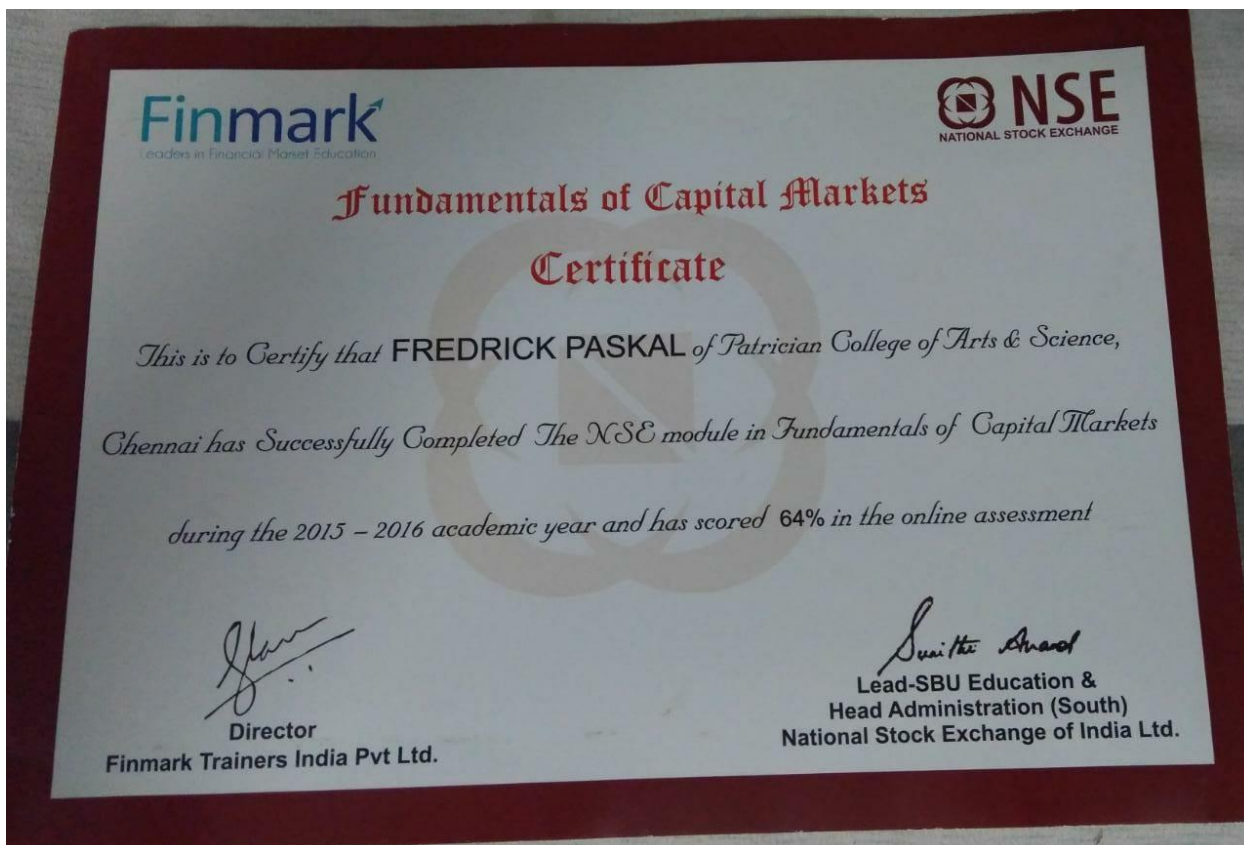 Finmark
Leaders in Financial Market Education
NSE
NATIONAL STOCK EXCHANGE
Fundamentals of Capital Markets
Certificate
This is to Certify that FREDRICK PASKAL of Patrician College of Arts & Science,
Chennai has Successfully Completed The NSE module in Fundamentals of Capital Markets
during the 2015 – 2016 academic year and has scored 64% in the online assessment
Director
Finmark Trainers India Pvt Ltd.
Sunitha Anand
Lead-SBU Education &
Head Administration (South)
National Stock Exchange of India Ltd.